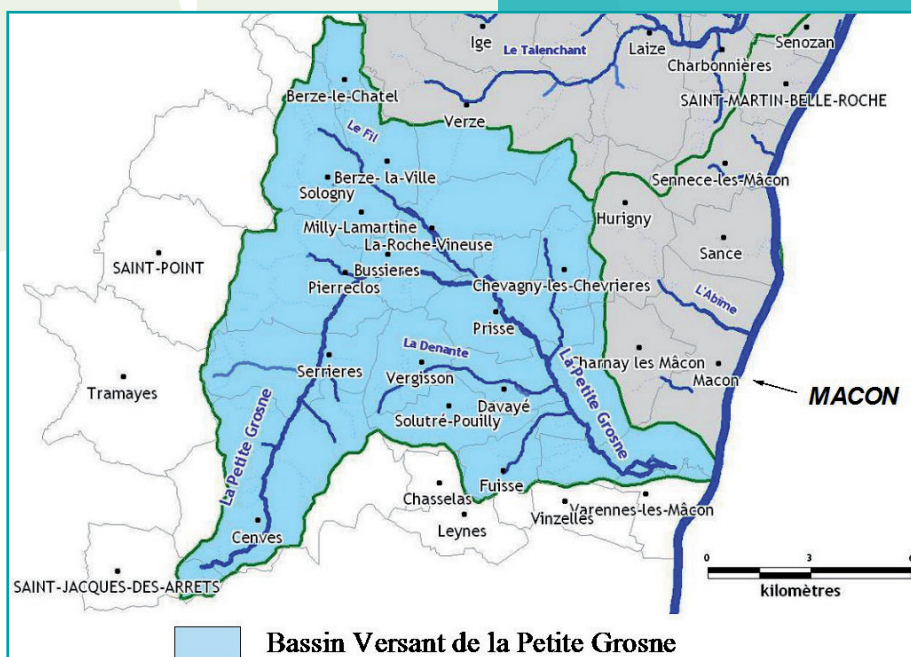 Ige
Le Talenchant
Laize
Senozan
Charbonnières
Berze-le-Chatel
SAINT-MARTIN-BELLE-ROCHE
Verze
Le Fil
Berze- la-Ville
Sennece-les-Mâcon
Sologny
Hurigny
Milly-Lamartine
La-Roche-Vineuse
Sance
SAINT-POINT
Bussieres
Pierreclos
Chevagny-les-Chevrieres
L'Abîme
Prisse
La Denante
Charnay les Mâcon
Serrieres
Vergisson
La Petite Grosne
Macon
MACON
Tramayes
Davayé
Solutré-Pouilly
La Petite Grosne
Fuisse
Chasselas
Varennes-les-Mâcon
Vinzelles
Leynes
Cenves
SAINT-JACQUES-DES-ARRETS
0 3 6
kilomètres
Bassin Versant de la Petite Grosne